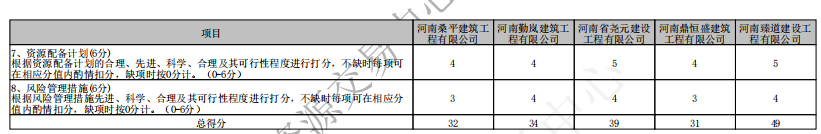 项目 河南桑平建筑工程有限公司 河南勤岚建筑工程有限公司 河南省尧元建设工程有限公司 河南鼎恒盛建筑工程有限公司 河南臻道建设工程有限公司
7、资源配备计划(6分)
根据资源配备计划的合理、先进、科学、合理及其可行性程度进行打分，不缺时每项可在相应分值内酌情扣分，缺项时按0分计。（0-6分） 4 4 5 4 5
8、风险管理措施(6分)
根据风险管理措施先进、科学、合理及其可行性程度进行打分，不缺时每项可在相应分值内酌情扣分，缺项时按0分计。（0-6分） 3 4 4 3 4
总得分 32 34 39 31 49
资源交易中心
中心